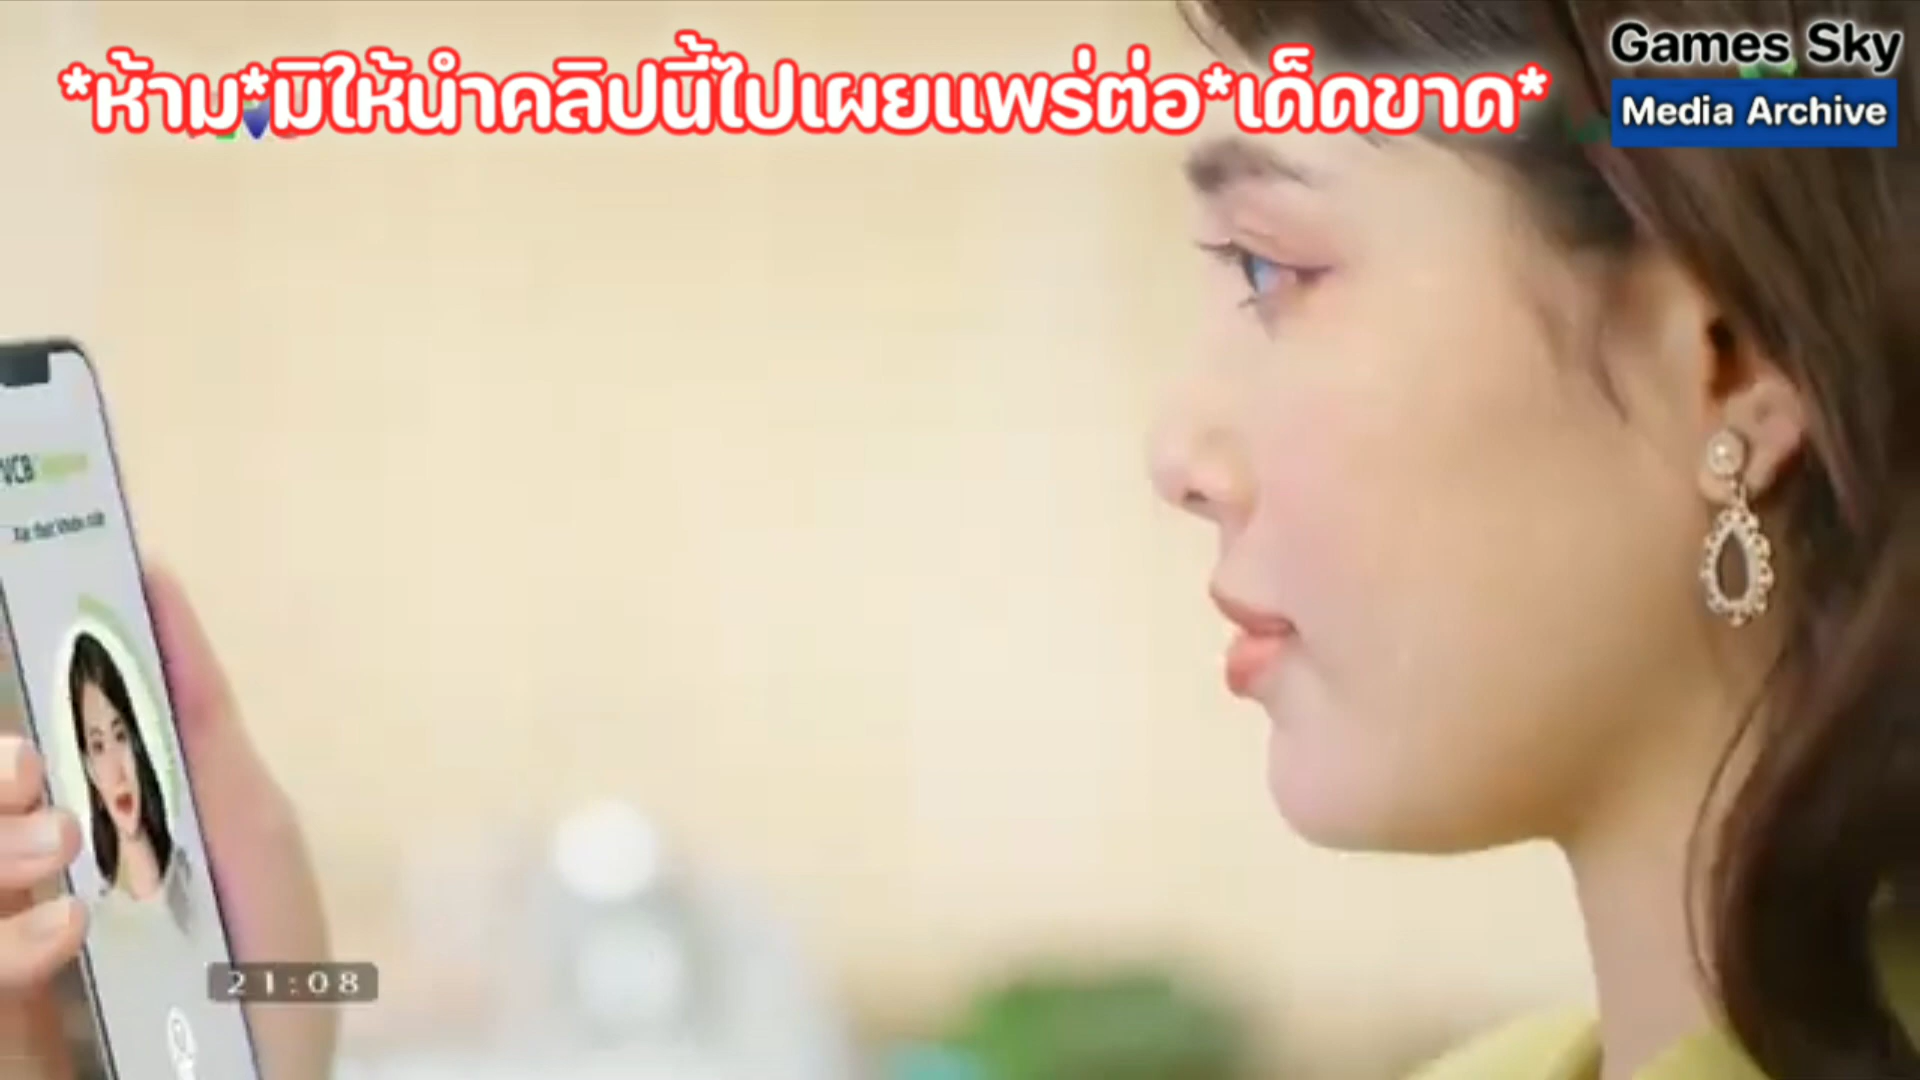 *ห้าม*มิให้นำคลิปนี้ไปเผยแพร่ต่อ*เด็ดขาด*
Games Sky
Media Archive
VCB
21:08